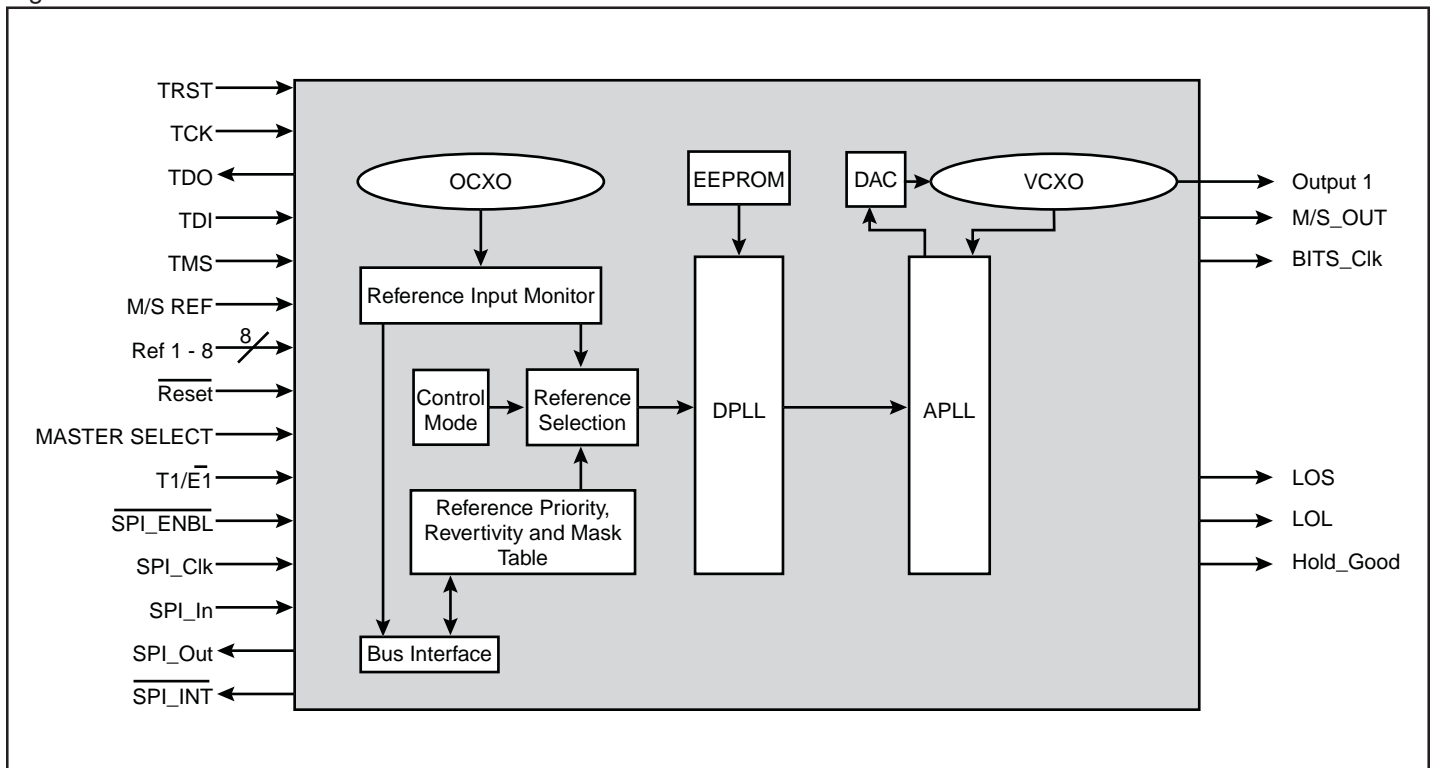 TRST
TCK
TDO
TDI
TMS
M/S REF
Ref 1 - 8
8
Reset
MASTER SELECT
T1/E1
SPI_ENBL
SPI_Clk
SPI_In
SPI_Out
SPI_INT
OCXO
Reference Input Monitor
Control
Mode
Reference
Selection
Reference Priority,
Revertivity and Mask
Table
Bus Interface
EEPROM
DPLL
DAC
VCXO
APLL
Output 1
M/S_OUT
BITS_Clk
LOS
LOL
Hold_Good